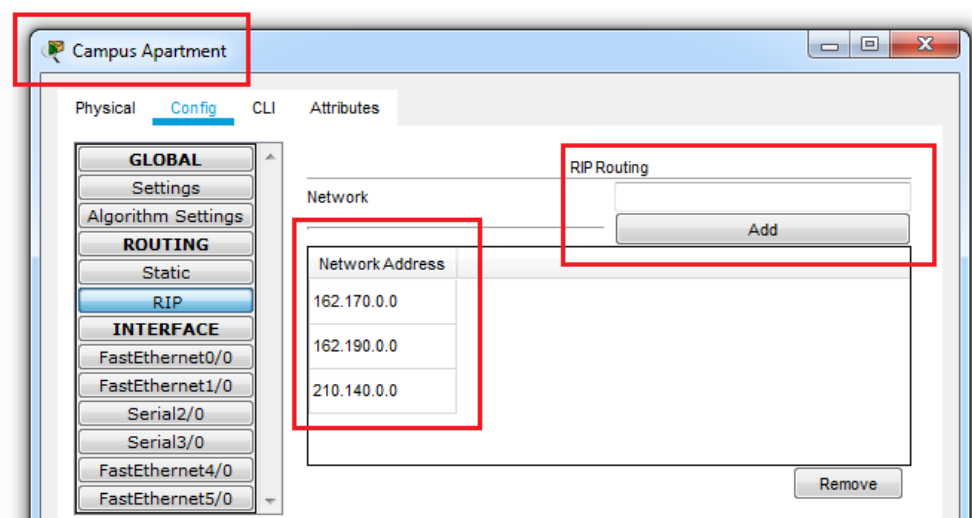 Campus Apartment
Physical Config CLI Attributes
GLOBAL
Settings
Algorithm Settings
ROUTING
Static
RIP
INTERFACE
FastEthernet0/0
FastEthernet1/0
Serial2/0
Serial3/0
FastEthernet4/0
FastEthernet5/0
RIP Routing
Network
Add
Network Address
162.170.0.0
162.190.0.0
210.140.0.0
Remove